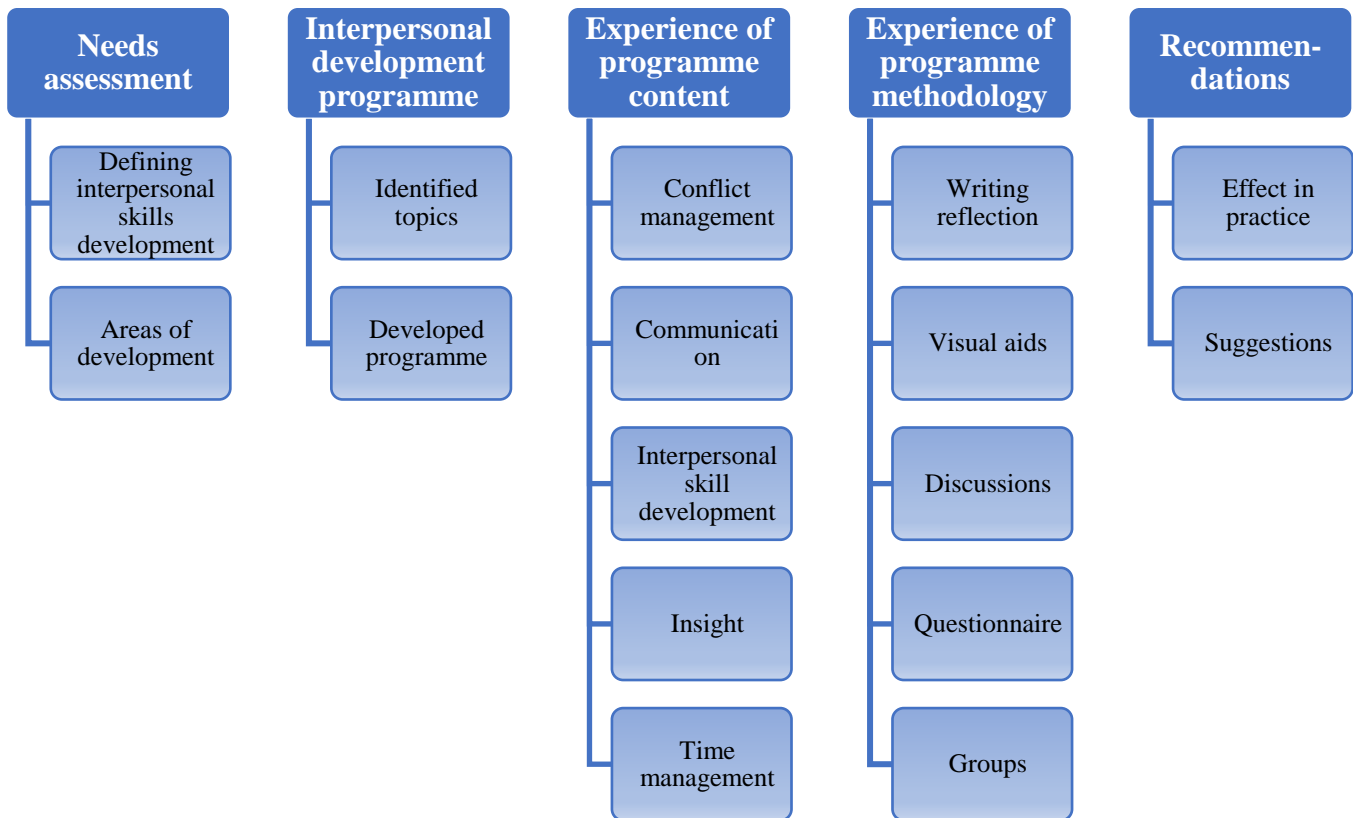 Needs
assessment
Defining
interpersonal
skills
development
Areas of
development
Interpersonal
development
programme
Identified
topics
Developed
programme
Experience of
programme
content
Conflict
management
Communicati
on
Interpersonal
skill
development
Insight
Time
management
Experience of
programme
methodology
Writing
reflection
Visual aids
Discussions
Questionnaire
Groups
Recommen-
dations
Effect in
practice
Suggestions